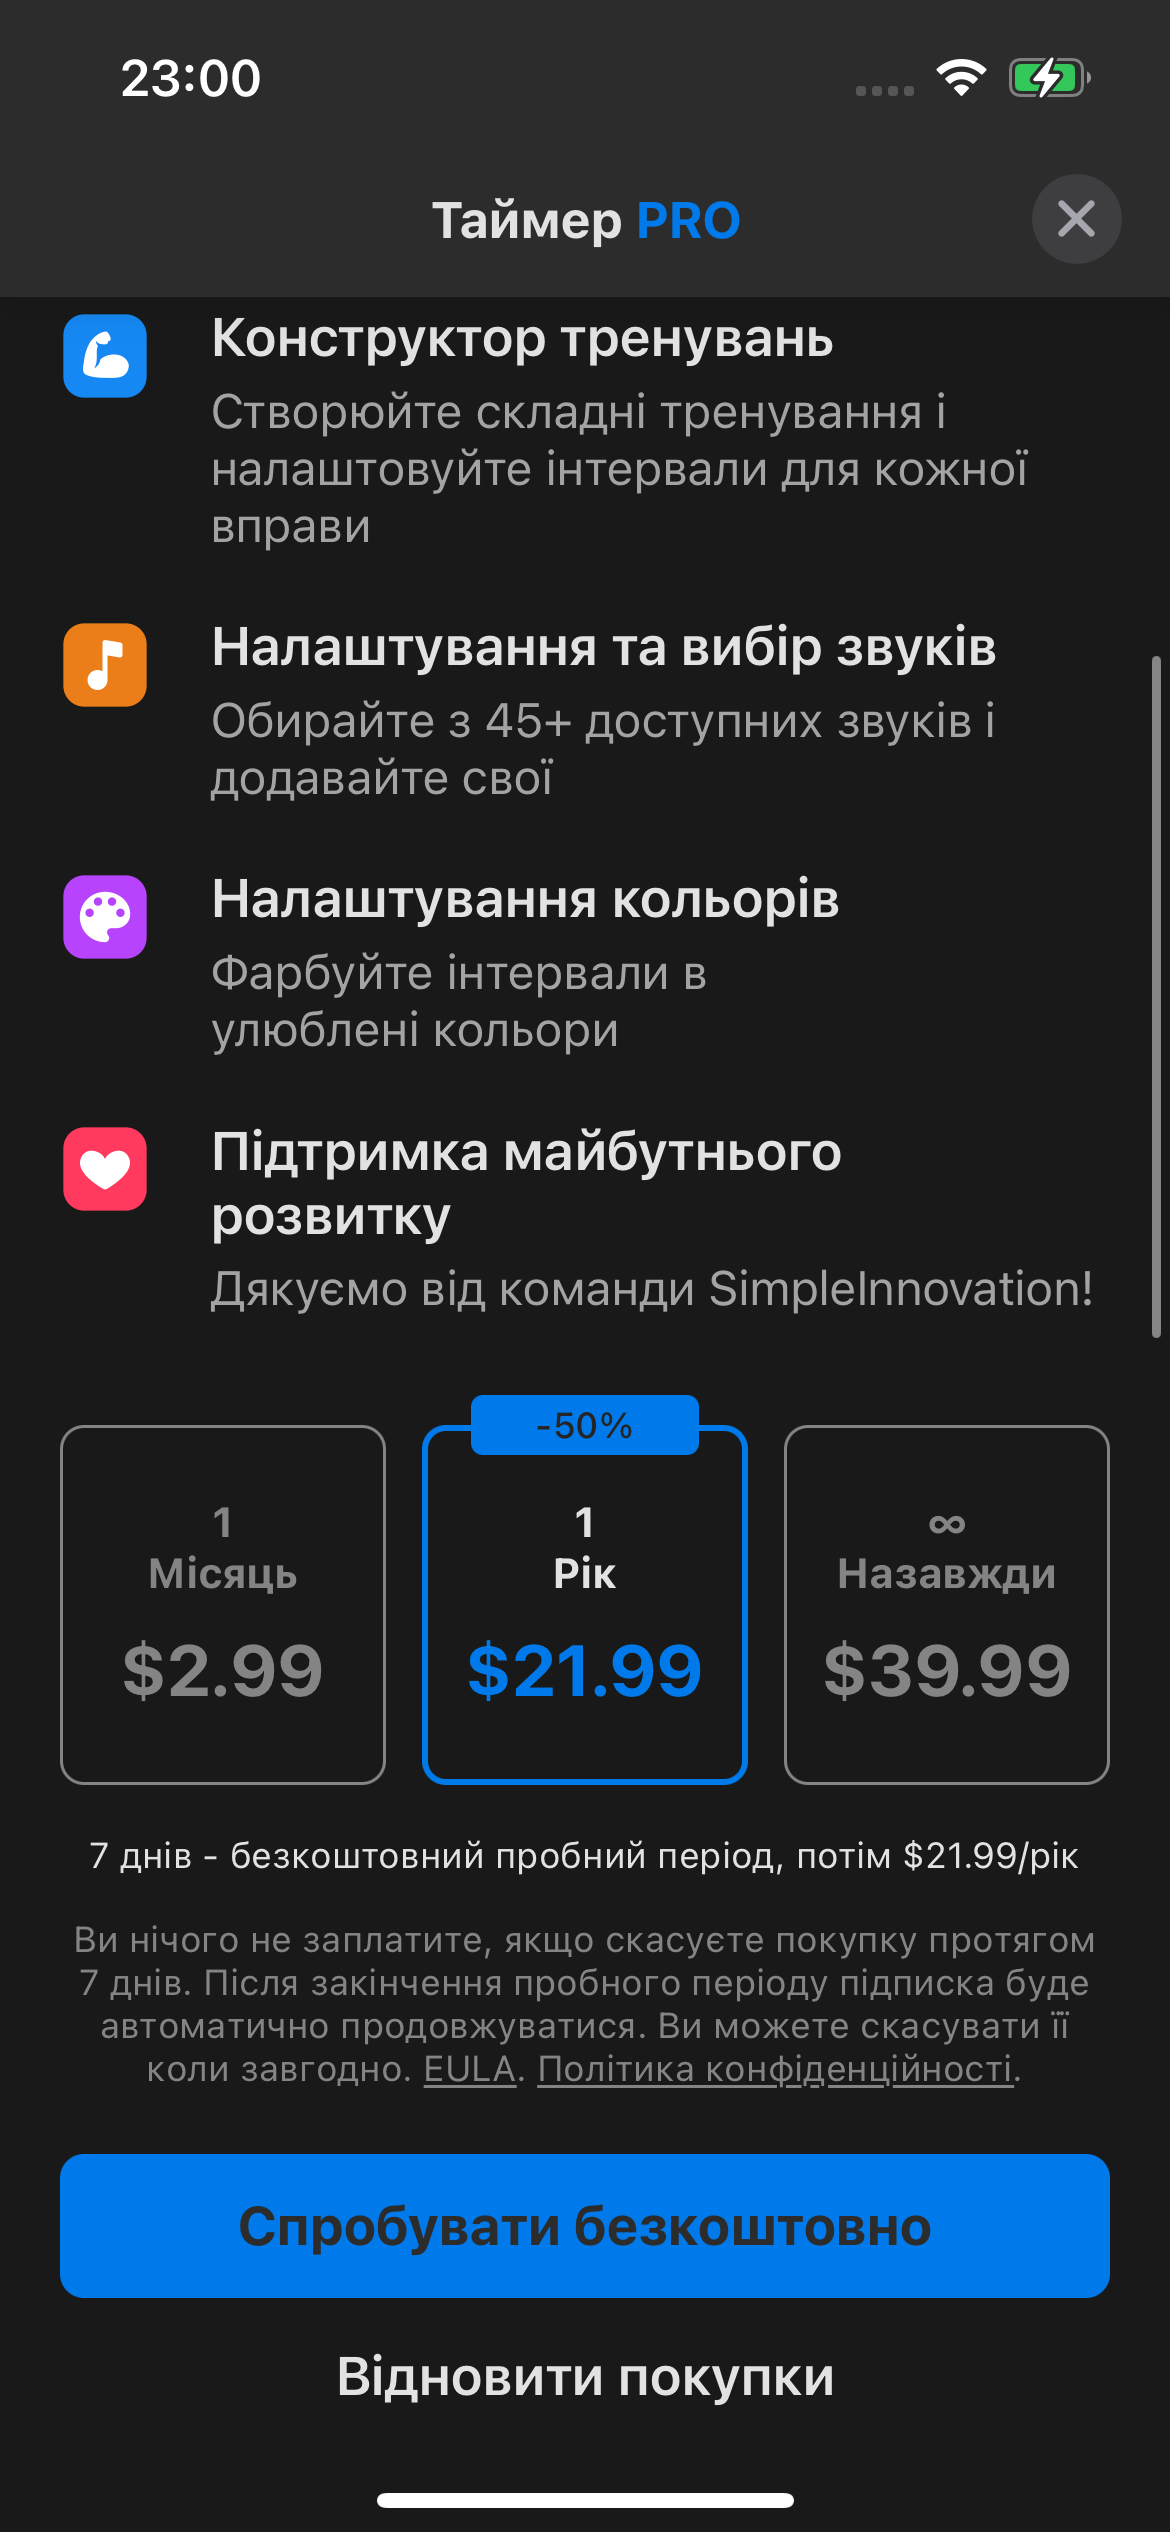 23:00
Таймер PRO
Конструктор тренувань
Створюйте складні тренування і
налаштовуйте інтервали для кожної
вправи
Налаштування та вибір звуків
Обирайте з 45+ доступних звуків і
додавайте свої
Налаштування кольорів
Фарбуйте інтервали в
улюблені кольори
Підтримка майбутнього
розвитку
Дякуємо від команди SimpleInnovation!
1
Місяць
$2.99
-50%
1
Рік
$21.99
∞
Назавжди
$39.99
7 днів - безкоштовний пробний період, потім $21.99/рік
Ви нічого не заплатите, якщо скасуєте покупку протягом
7 днів. Після закінчення пробного періоду підписка буде
автоматично продовжуватися. Ви можете скасувати її
коли завгодно. EULA. Політика конфіденційності.
Спробувати безкоштовно
Відновити покупки